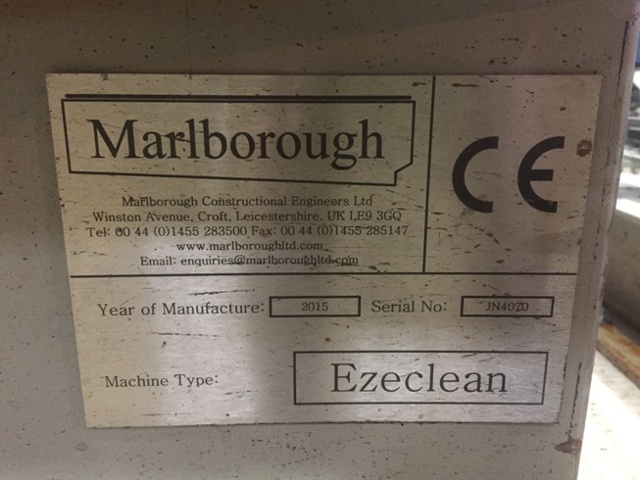 Marlborough
CE
Marlborough Constructional Engineers Ltd
Winston Avenue, Croft, Leicestershire. UK LE9 3GQ
Tel: 00 44 (0)1455 283500 Fax: 00 44 (0)1455 285147
www.marlboroughltd.com
Email: enquiries@marlboroughltd.com
Year of Manufacture: 2015 Serial No: JN4070
Machine Type: Ezeclean